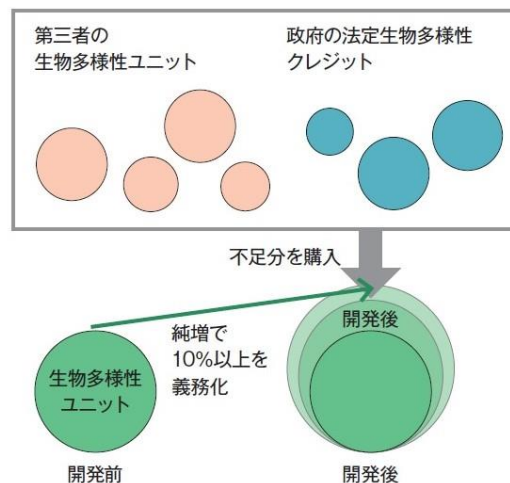 第三者の
生物多様性ユニット
政府の法定生物多様性
クレジット
不足分を購入
純増で
10%以上を
義務化
開発後
生物多様性
ユニット
開発前
開発後